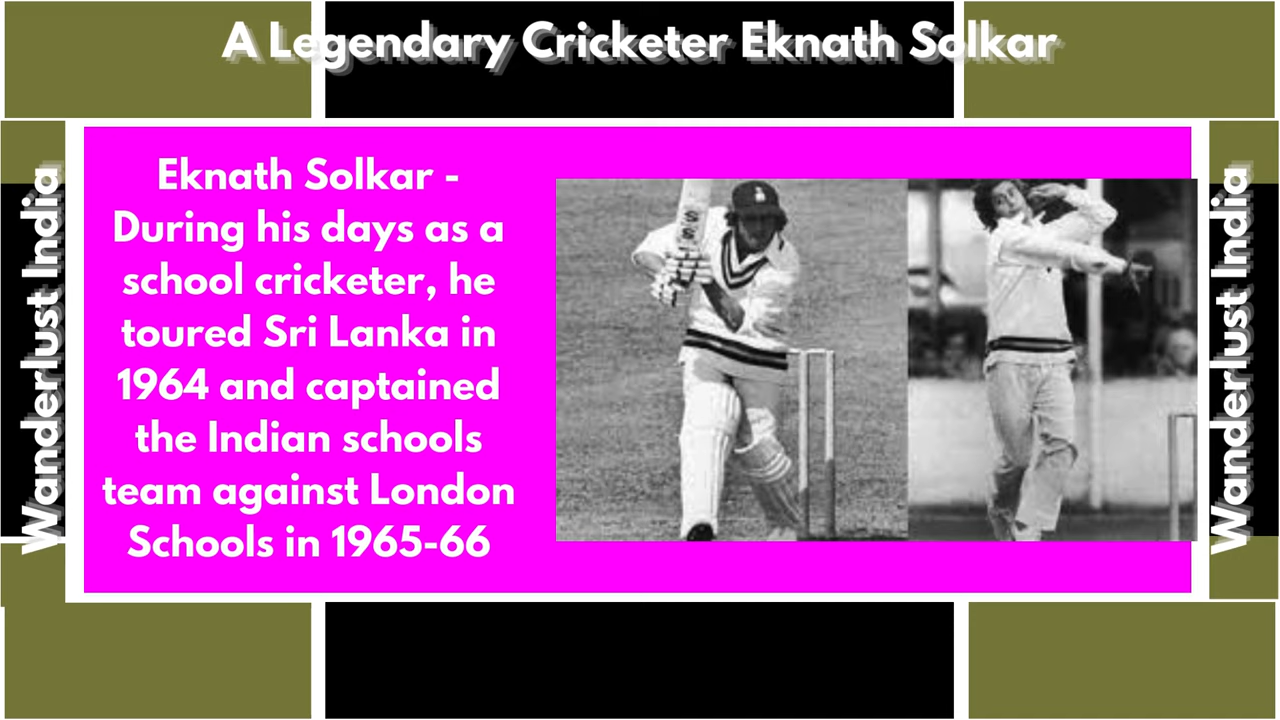 A Legendary Cricketer Eknath Solkar
Wanderlust India
Eknath Solkar -
During his days as a
school cricketer, he
toured Sri Lanka in
1964 and captained
the Indian schools
team against London
Schools in 1965-66
SS
Wanderlust India